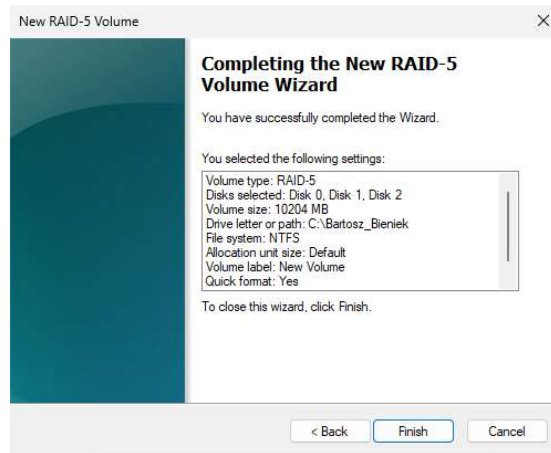 New RAID-5 Volume
Completing the New RAID-5
Volume Wizard
You have successfully completed the Wizard.
You selected the following settings:
Volume type: RAID-5
Disks selected: Disk 0, Disk 1, Disk 2
Volume size: 10204 MB
Drive letter or path: C:\Bartosz_Bieniek
File system: NTFS
Allocation unit size: Default
Volume label: New Volume
Quick format: Yes
To close this wizard, click Finish.
< Back
Finish
Cancel